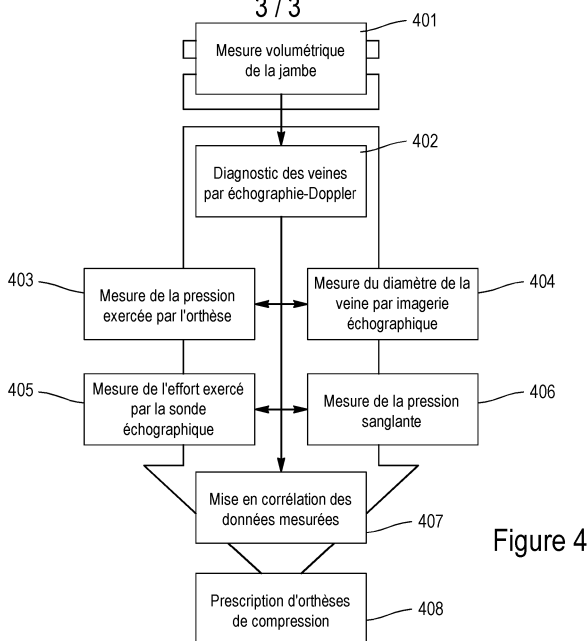 3 / 3
401
Mesure volumétrique
de la jambe
402
Diagnostic des veines
par échographie-Doppler
403
Mesure de la pression
exercée par l'orthèse
404
Mesure du diamètre de la
veine par imagerie
échographique
405
Mesure de l'effort exercé
par la sonde
échographique
406
Mesure de la pression
sanglante
Mise en corrélation des
données mesurées
407
Figure 4
Prescription d'orthèses
de compression
408